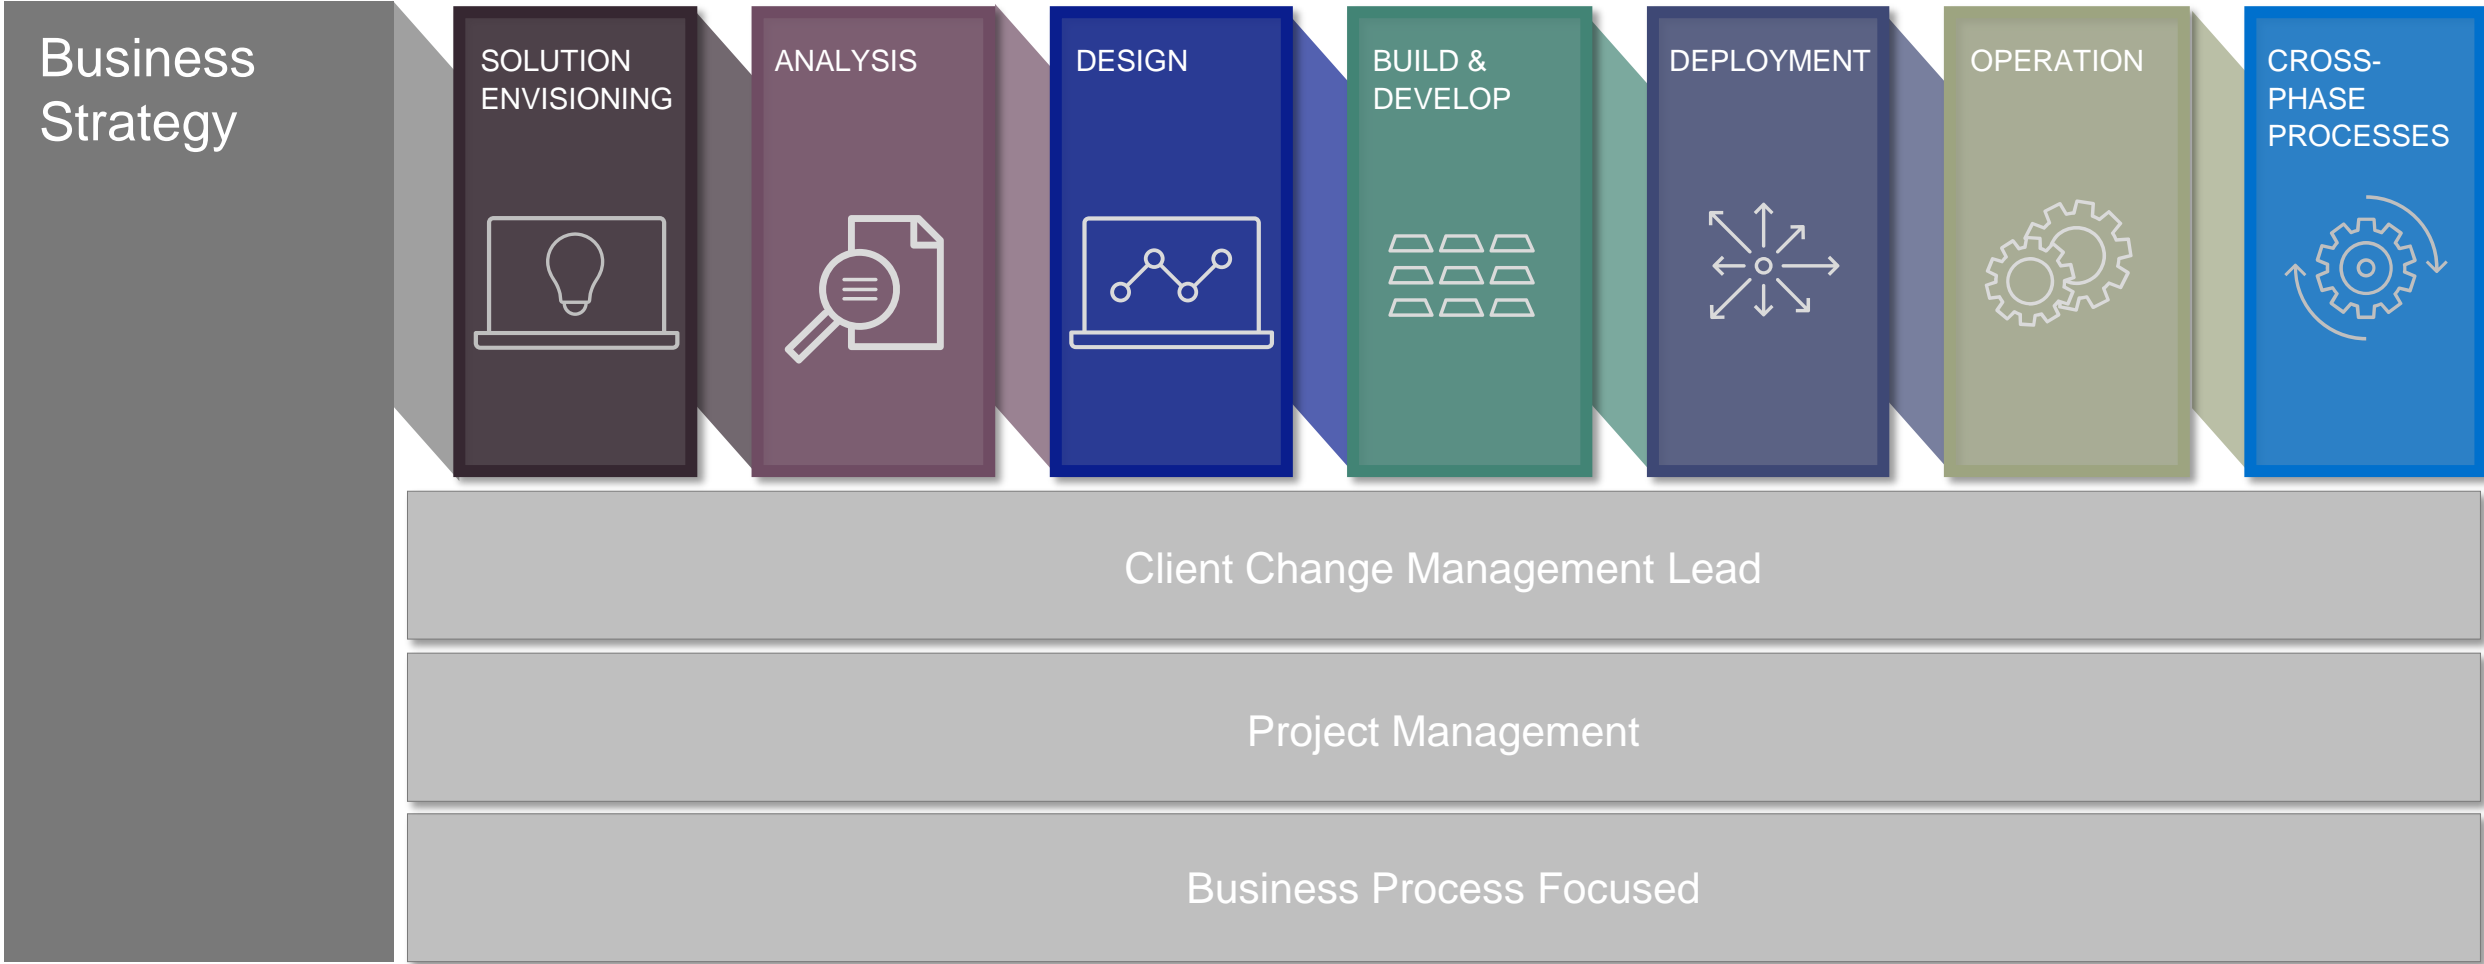 Business
Strategy
SOLUTION
ENVISIONING
ANALYSIS
DESIGN
BUILD &
DEVELOP
DEPLOYMENT
OPERATION
CROSS-
PHASE
PROCESSES
Client Change Management Lead
Project Management
Business Process Focused